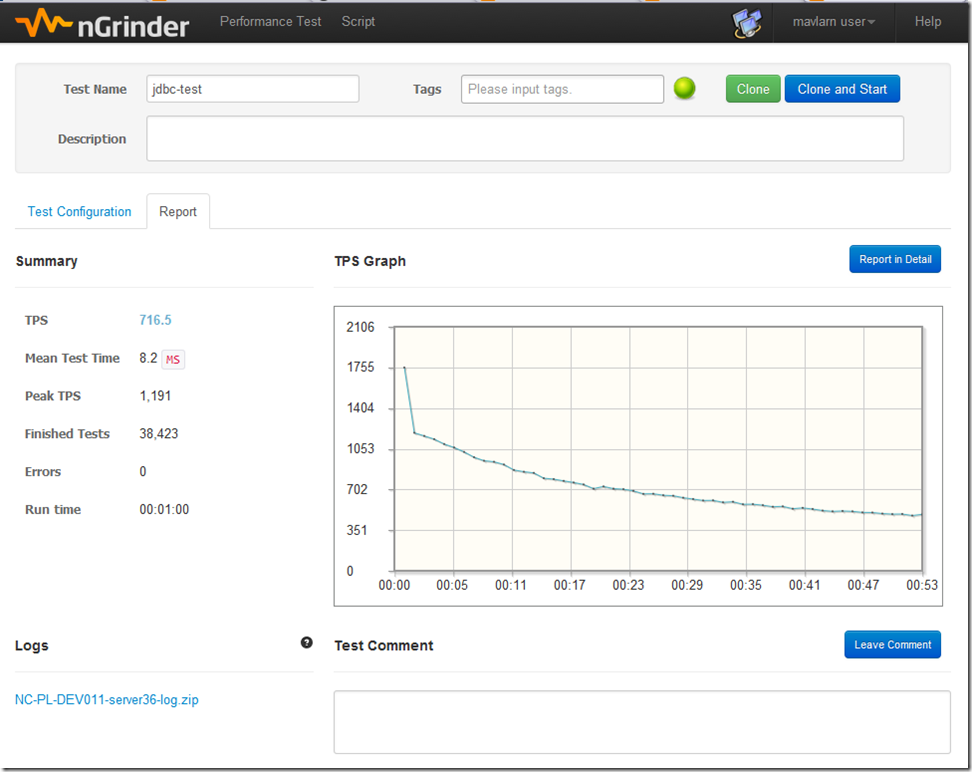 nGrinder Performance Test Script mavlarn user Help
Test Name jdbc-test Tags Please input tags. Clone Clone and Start
Description
Test Configuration Report
Summary
TPS 716.5
Mean Test Time 8.2 MS
Peak TPS 1,191
Finished Tests 38,423
Errors 0
Run time 00:01:00
TPS Graph Report in Detail
2106
1755
1404
1053
702
351
0
00:00 00:05 00:11 00:17 00:23 00:29 00:35 00:41 00:47 00:53
Logs ?
NC-PL-DEV011-server36-log.zip
Test Comment Leave Comment